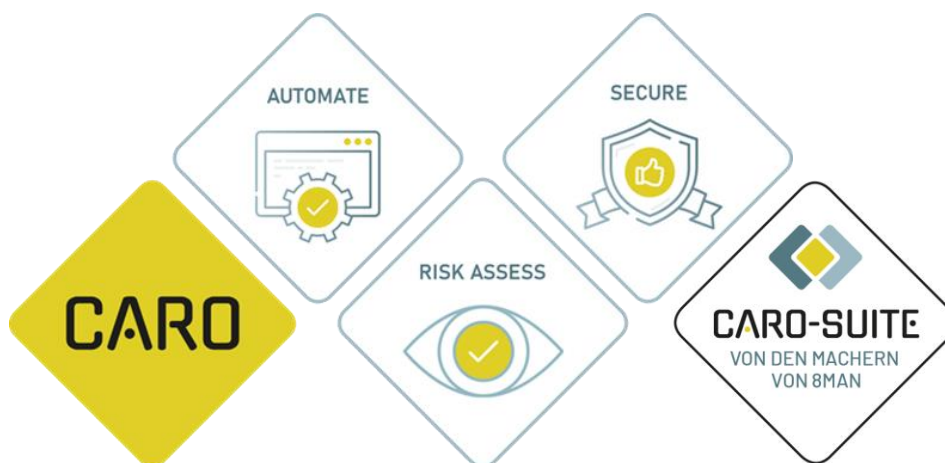 AUTOMATE
SECURE
RISK ASSESS
CARO
CARO-SUITE
VON DEN MACHERN
VON 8MAN